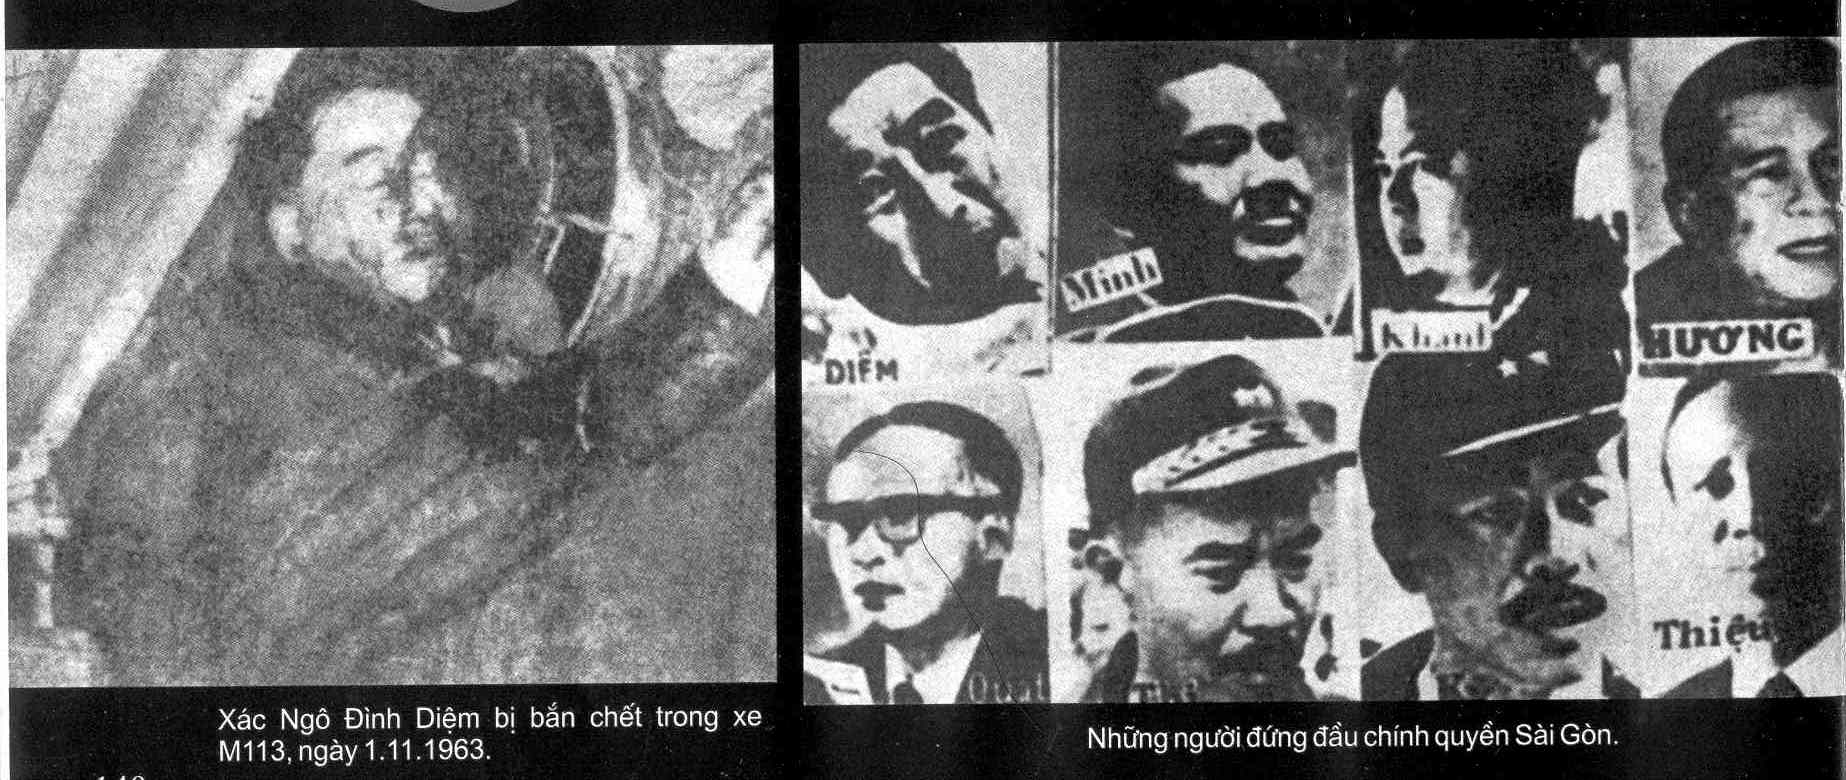 DIỆM
Minh
HƯƠNG
Thiệu
Xác Ngô Đình Diệm bị bắn chết trong xe
M113, ngày 1.11.1963.
Những người đứng đầu chính quyền Sài Gòn.